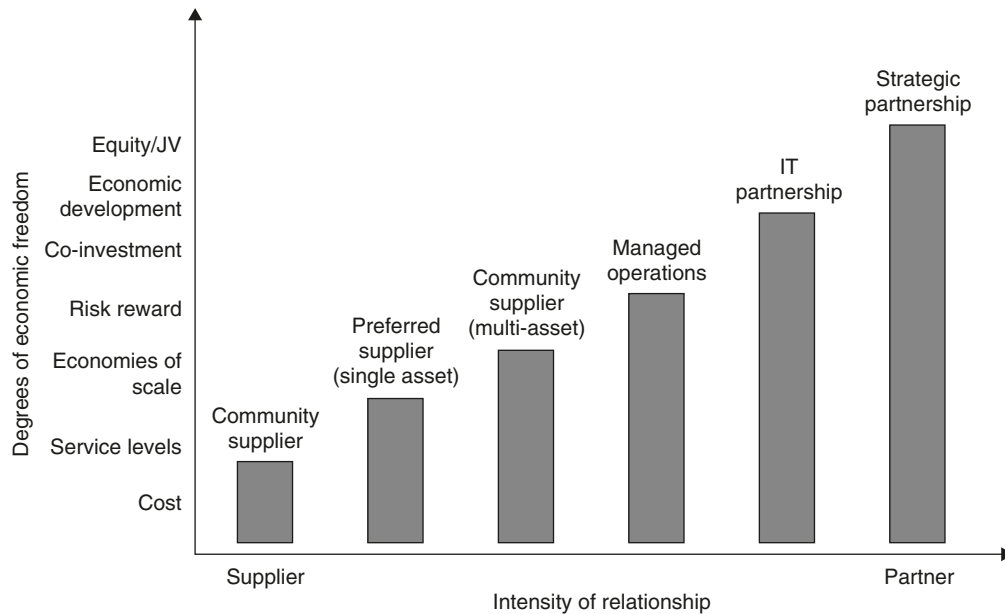 Degrees of economic freedom
Equity/JV
Economic
development
Co-investment
Risk reward
Economies of
scale
Service levels
Cost
Community
supplier
Preferred
supplier
(single asset)
Community
supplier
(multi-asset)
Managed
operations
IT
partnership
Strategic
partnership
Supplier
Partner
Intensity of relationship